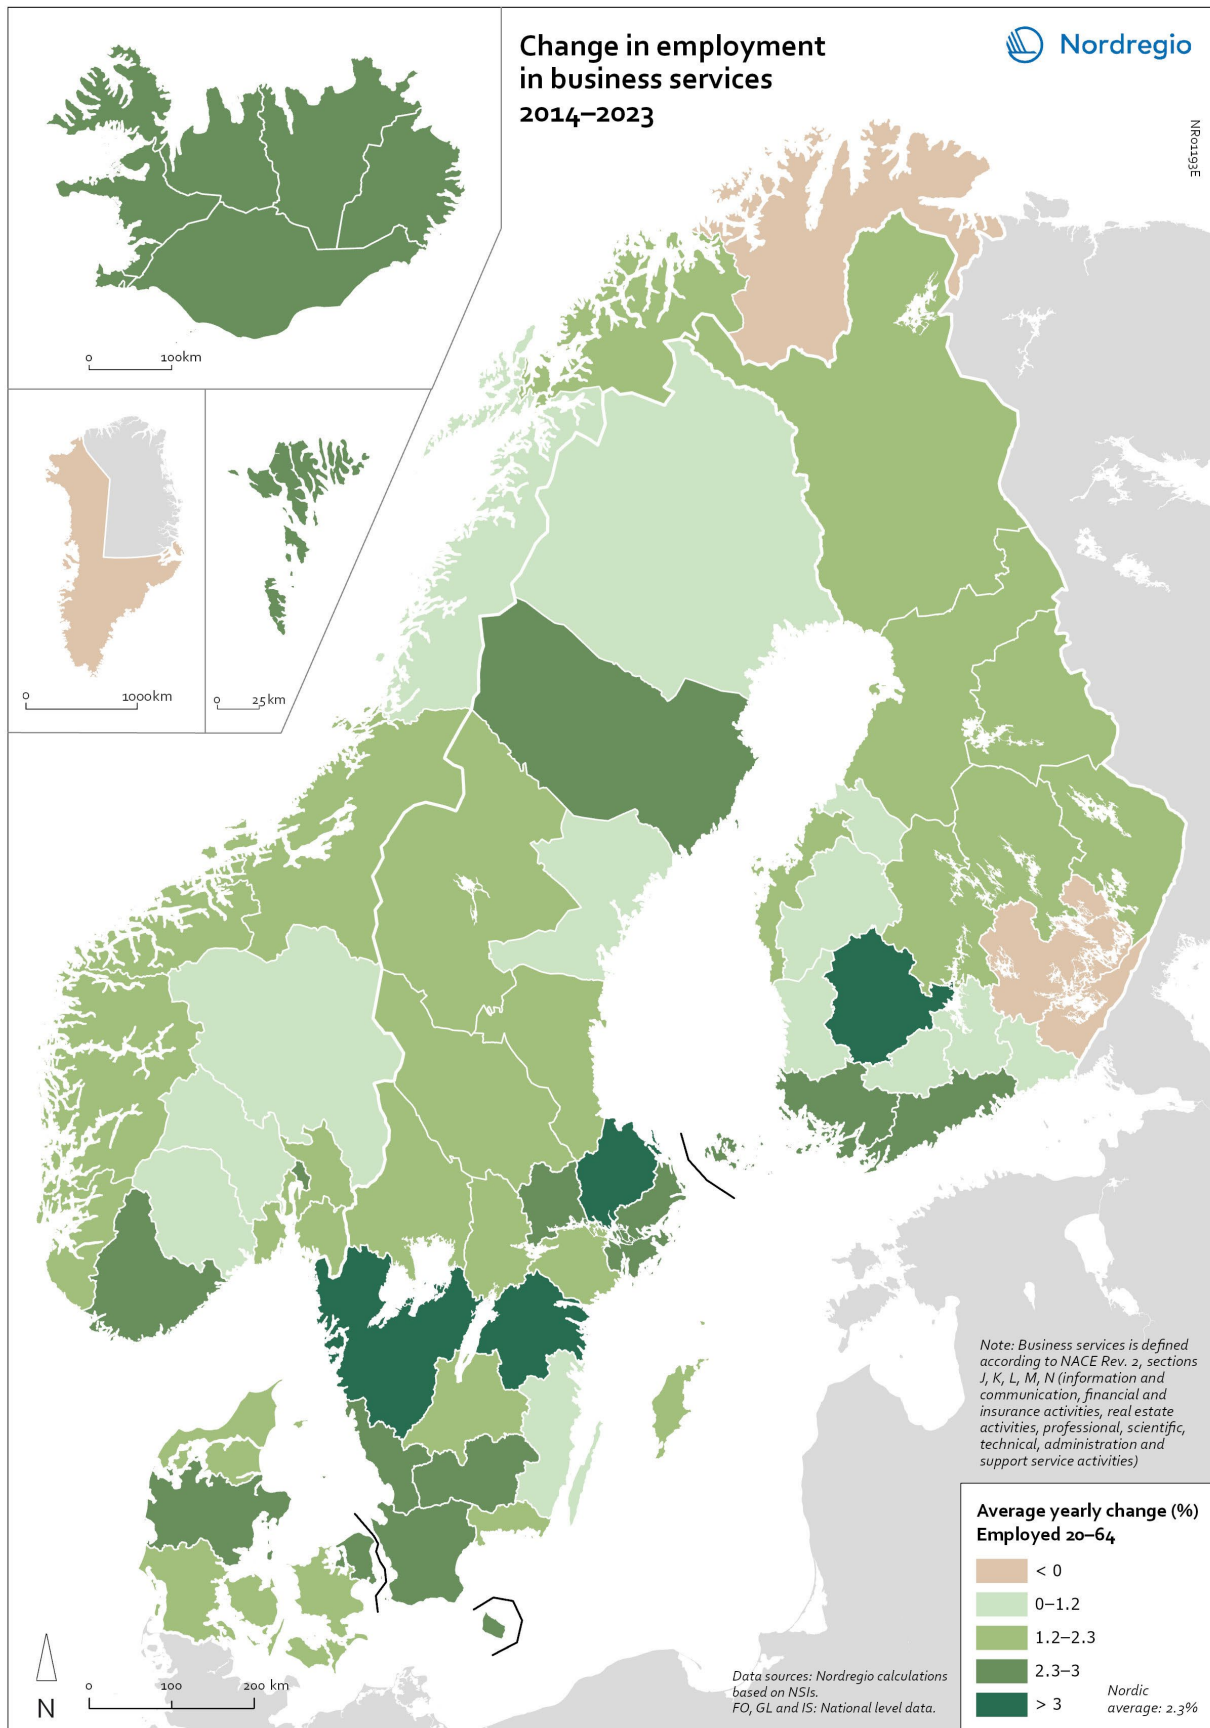 Change in employment
in business services
2014–2023
Nordregio
NR01193E
0 100km
0 1000km
0 25km
Note: Business services is defined
according to NACE Rev. 2, sections
J, K, L, M, N (information and
communication, financial and
insurance activities, real estate
activities, professional, scientific,
technical, administration and
support service activities)
Average yearly change (%)
Employed 20–64
< 0
0–1.2
1.2–2.3
2.3–3
> 3
Nordic
average: 2.3%
Data sources: Nordregio calculations
based on NSIs.
FO, GL and IS: National level data.
N
0 100 200 km